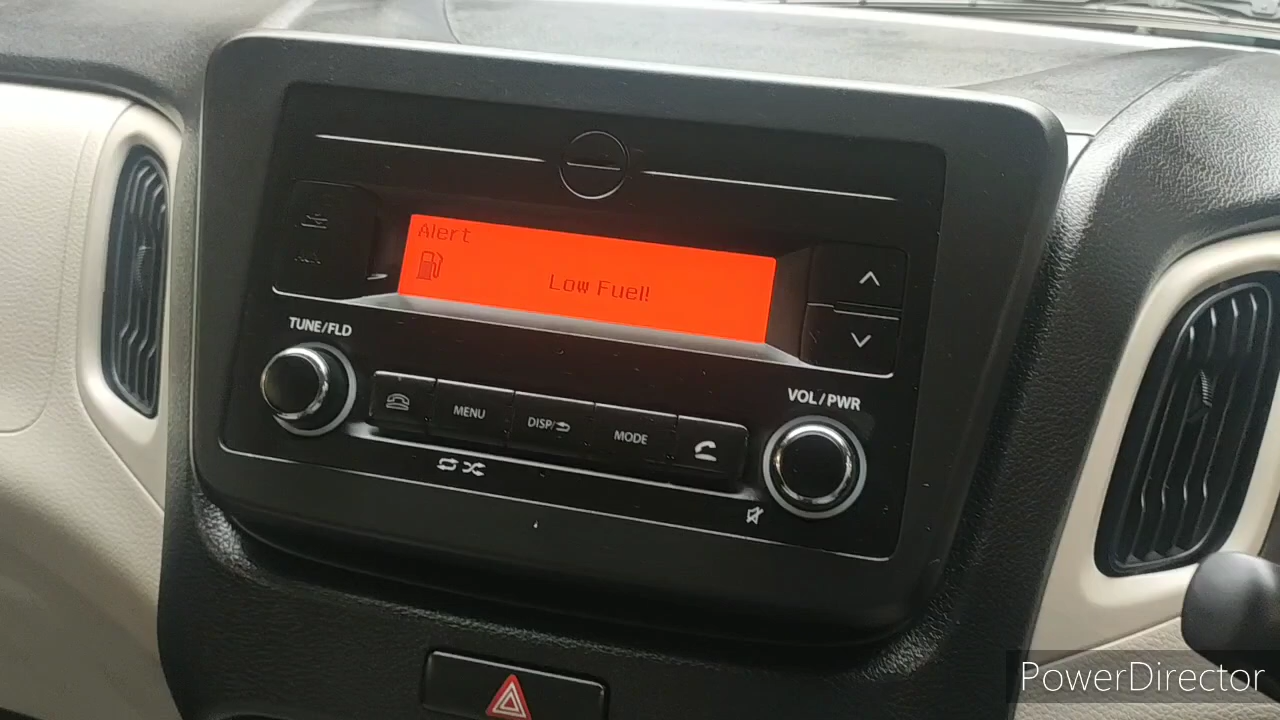 Alert
Low Fuel!
TUNE/FLD
VOL/PWR
MENU
DISP/
MODE
PowerDirector